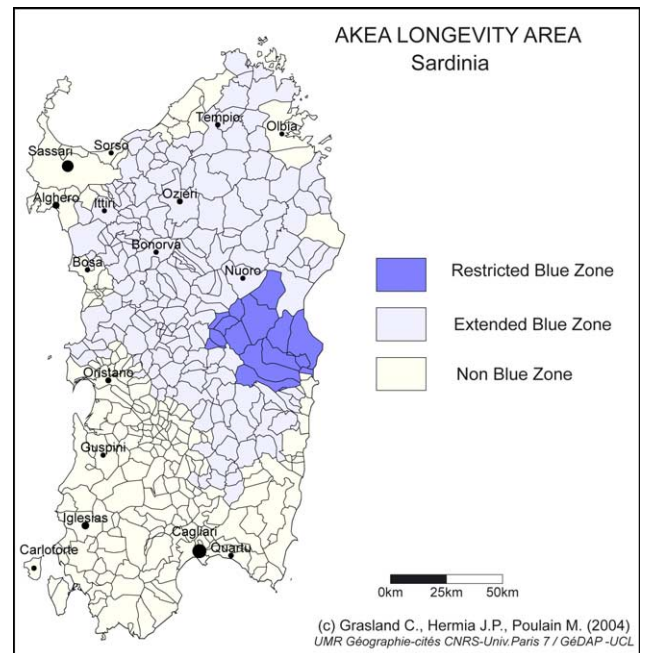 AKEA LONGEVITY AREA
Sardinia
Tempio
Olbia
Sorso
Sassari
Alghero
Ittiri
Ozieri
Bonorva
Bosa
Nuoro
Restricted Blue Zone
Extended Blue Zone
Non Blue Zone
Oristano
Guspini
Iglesias
Cagliari
Quartu
Carloforte
0km 25km 50km
(c) Grasland C., Hermia J.P., Poulain M. (2004)
UMR Géographie-cités CNRS-Univ.Paris 7 / GéDAP -UCL